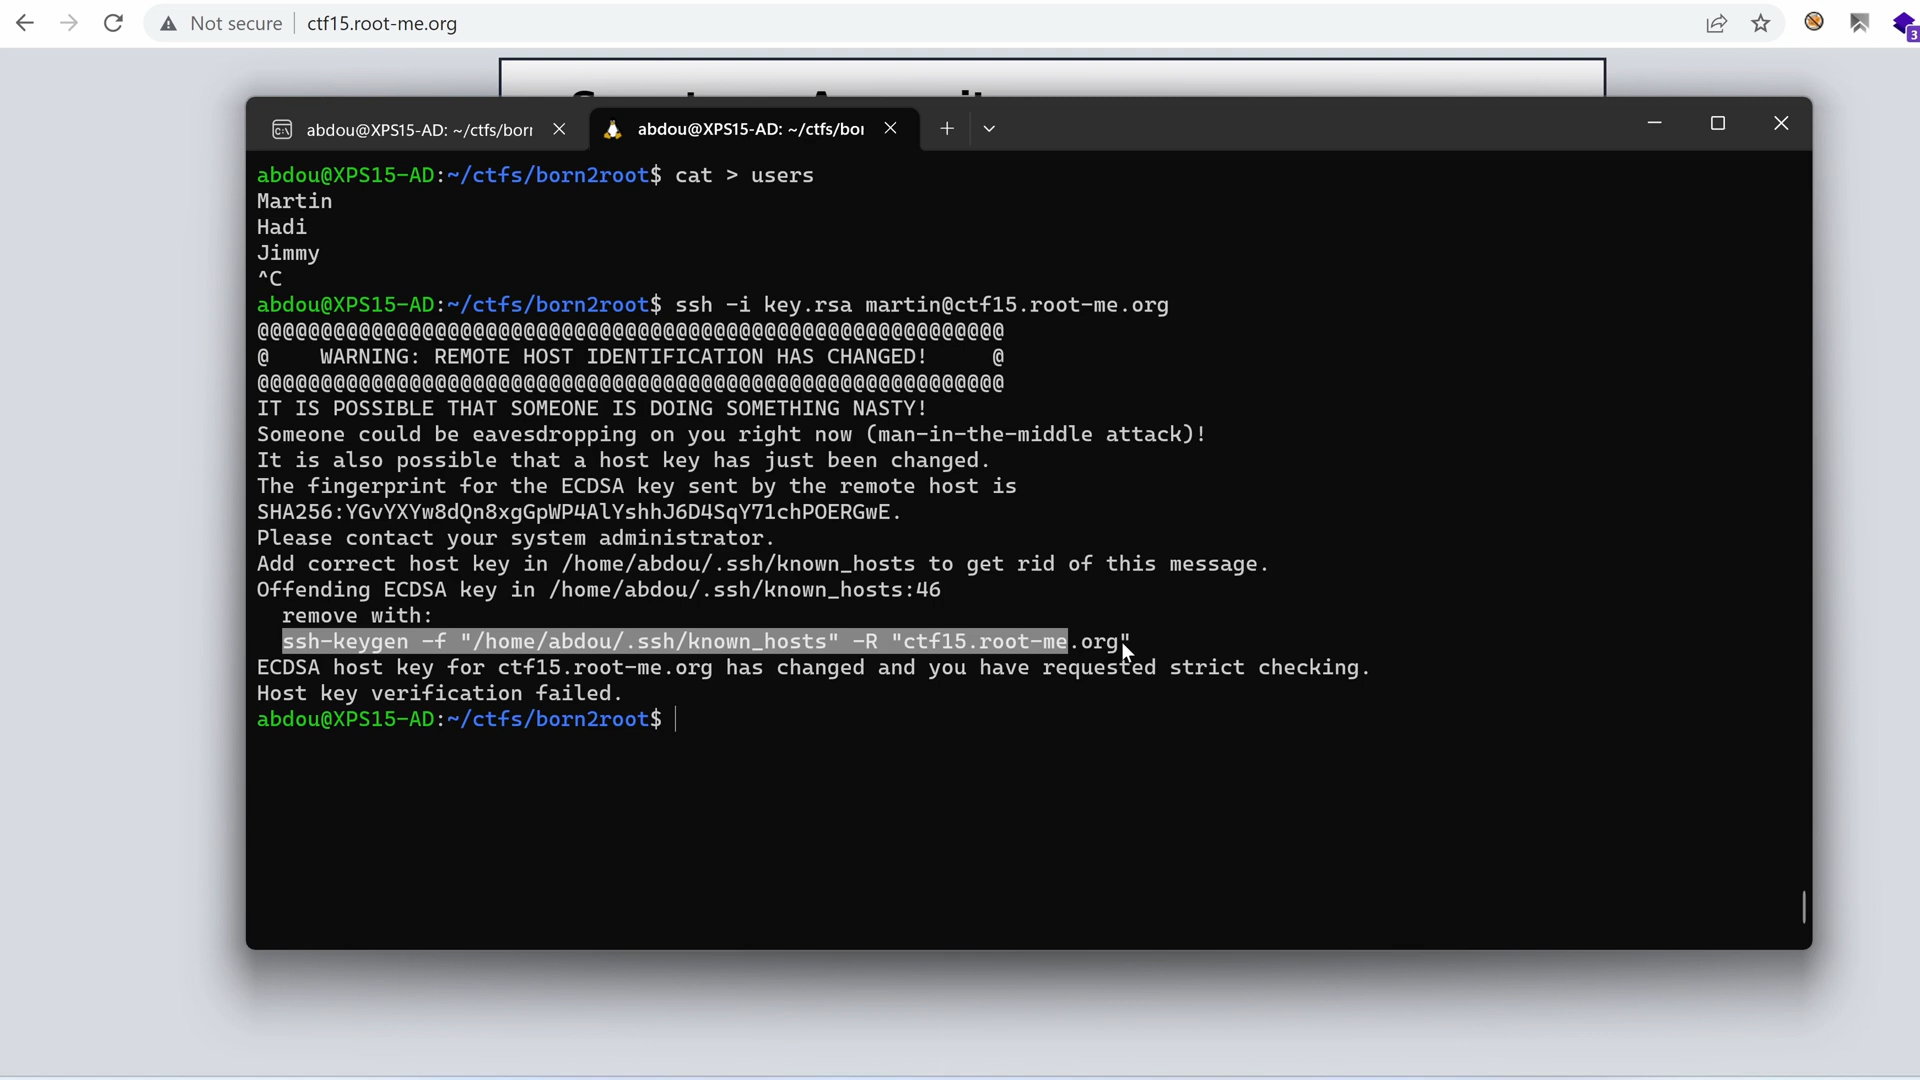 Not secure ctf15.root-me.org
3
abdou@XPS15-AD: ~/ctfs/bor
abdou@XPS15-AD: ~/ctfs/boi
abdou@XPS15-AD:~/ctfs/born2root$ cat > users
Martin
Hadi
Jimmy
^C
abdou@XPS15-AD:~/ctfs/born2root$ ssh -i key.rsa martin@ctf15.root-me.org
@@@@@@@@@@@@@@@@@@@@@@@@@@@@@@@@@@@@@@@@@@@@@@@@@@@@@@@@@@@
@    WARNING: REMOTE HOST IDENTIFICATION HAS CHANGED!     @
@@@@@@@@@@@@@@@@@@@@@@@@@@@@@@@@@@@@@@@@@@@@@@@@@@@@@@@@@@@
IT IS POSSIBLE THAT SOMEONE IS DOING SOMETHING NASTY!
Someone could be eavesdropping on you right now (man-in-the-middle attack)!
It is also possible that a host key has just been changed.
The fingerprint for the ECDSA key sent by the remote host is
SHA256:YGvYXYw8dQn8xgGpWP4AlYshhJ6D4SqY71chPOERGwE.
Please contact your system administrator.
Add correct host key in /home/abdou/.ssh/known_hosts to get rid of this message.
Offending ECDSA key in /home/abdou/.ssh/known_hosts:46
remove with:
ssh-keygen -f "/home/abdou/.ssh/known_hosts" -R "ctf15.root-me.org"
ECDSA host key for ctf15.root-me.org has changed and you have requested strict checking.
Host key verification failed.
abdou@XPS15-AD:~/ctfs/born2root$